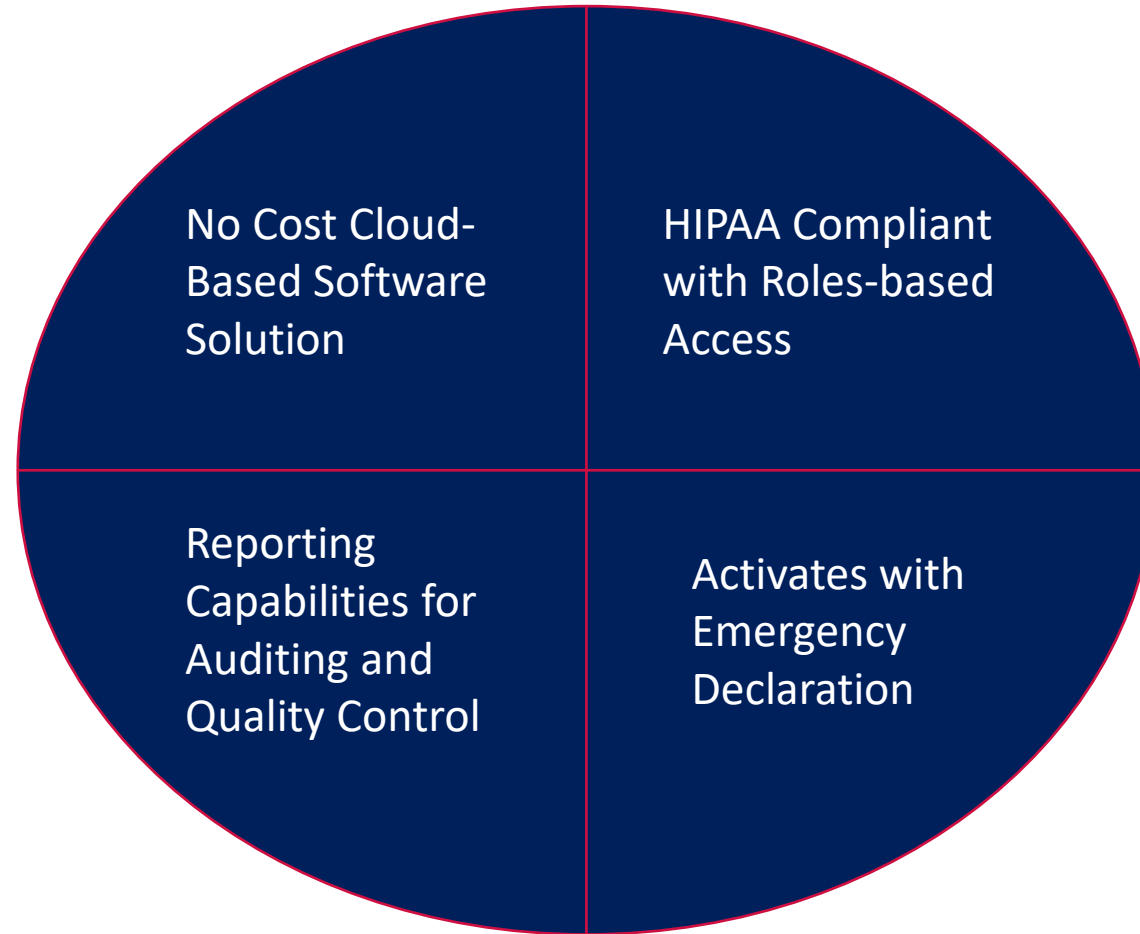 No Cost Cloud-
Based Software
Solution
HIPAA Compliant
with Roles-based
Access
Reporting
Capabilities for
Auditing and
Quality Control
Activates with
Emergency
Declaration